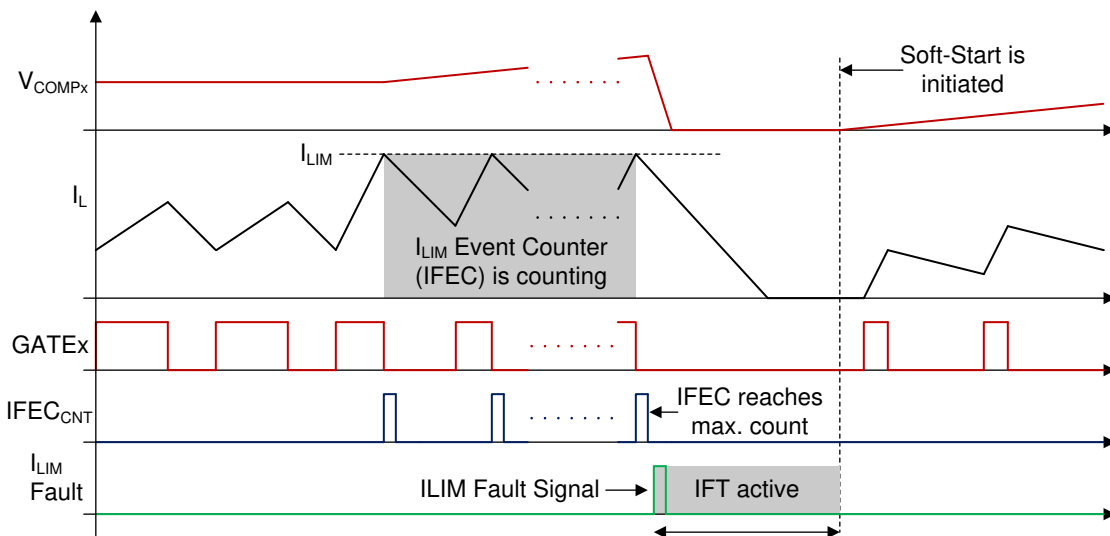 Soft-Start is
initiated
VCOMPx
ILIM
IL
ILIM Event Counter
(IFEC) is counting
GATEx
IFECCNT
IFEC reaches
max. count
ILIM
Fault
ILIM Fault Signal
IFT active